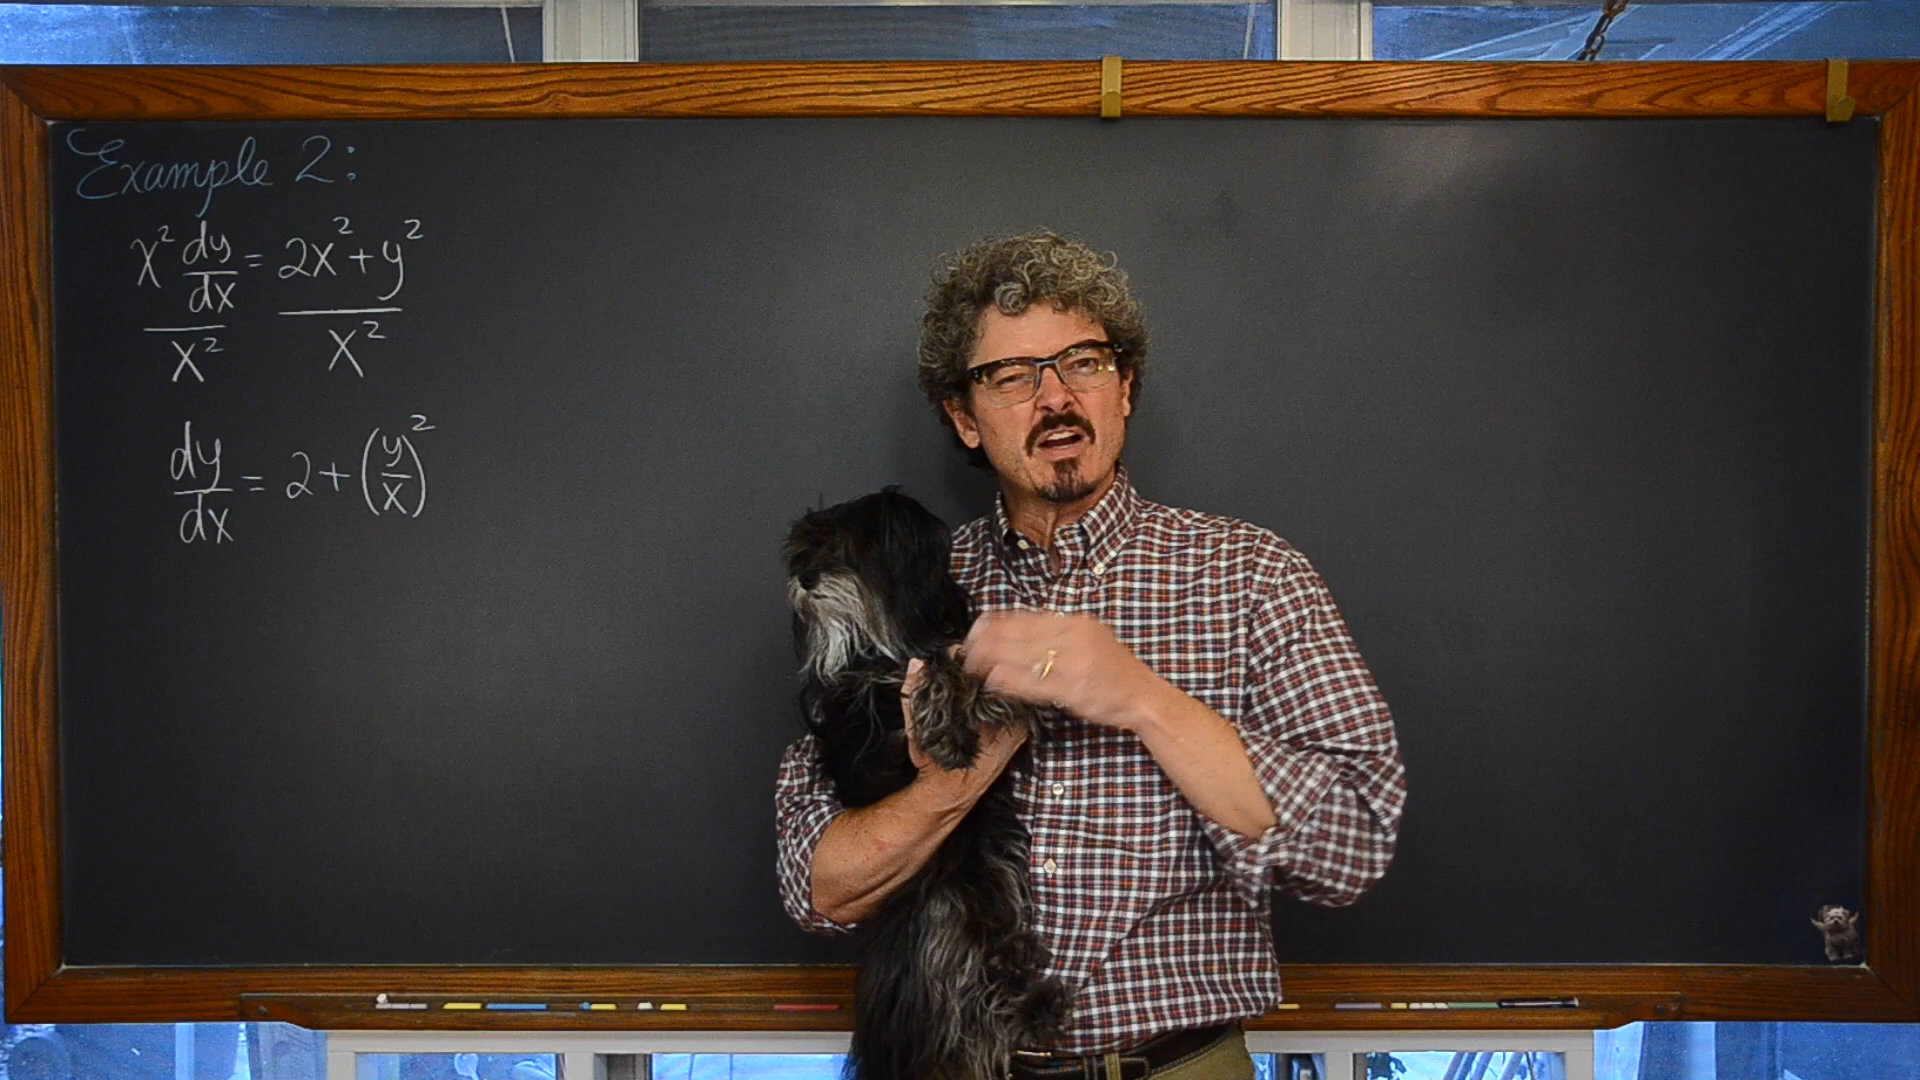 Example 2:
x² dy/dx = 2x² + y²
x² x²
dy/dx = 2 + (y/x)²